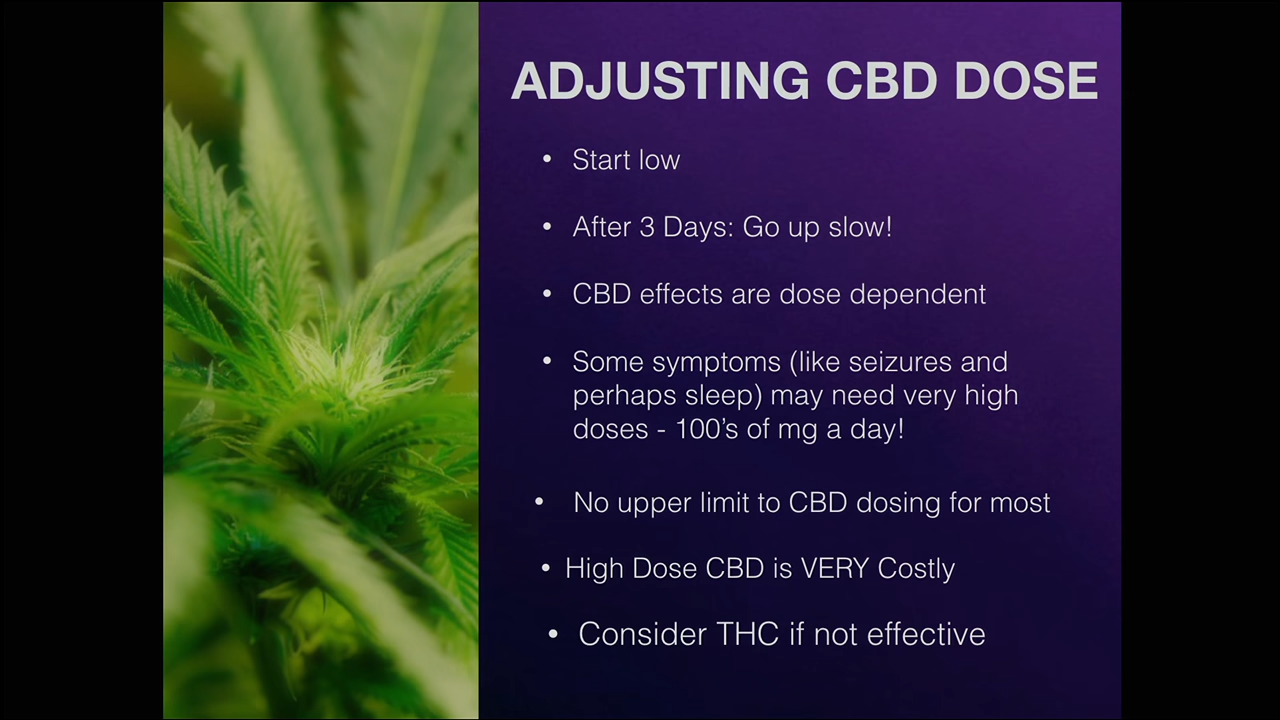 ADJUSTING CBD DOSE
• Start low
• After 3 Days: Go up slow!
• CBD effects are dose dependent
• Some symptoms (like seizures and
perhaps sleep) may need very high
doses - 100's of mg a day!
• No upper limit to CBD dosing for most
• High Dose CBD is VERY Costly
• Consider THC if not effective